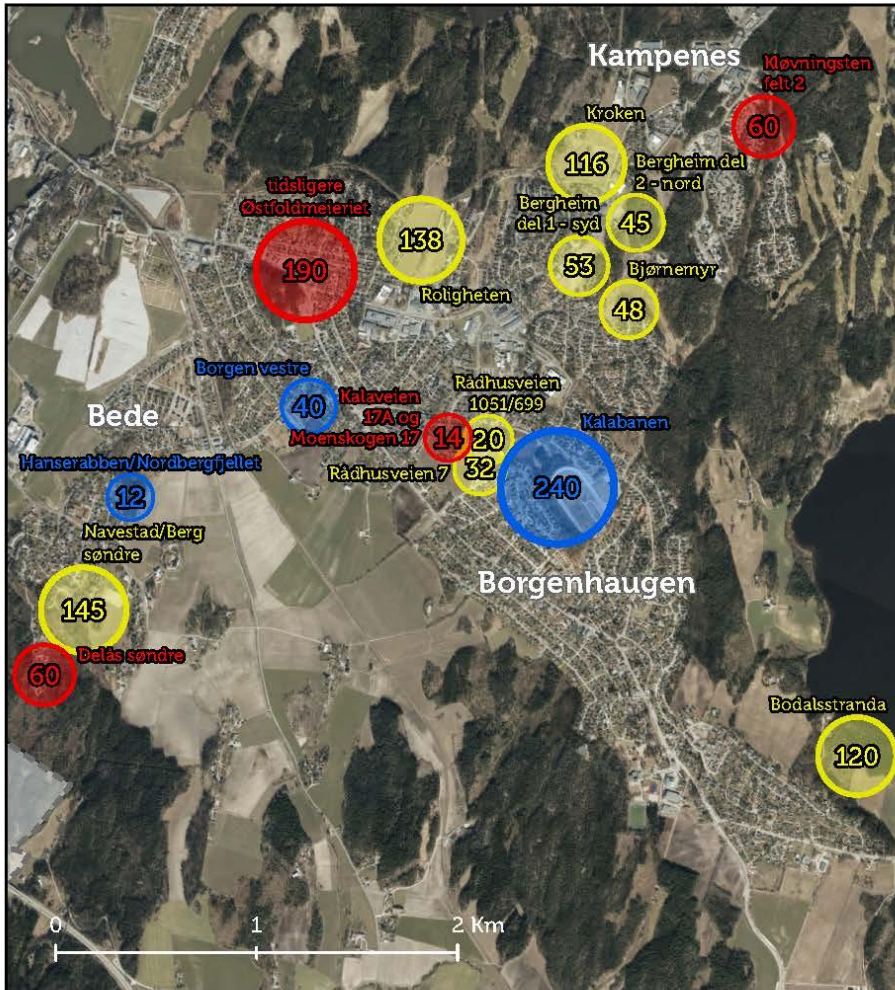 Kampenes
Kløvningsten
felt 2
60
Kroken
116
Bergheim del
2 - nord
45
tidsligere
Østfoldmeieriet
190
138
Roligheten
Bergheim
del 1 - syd
53
Bjørnemyr
48
Borgen vestre
40
Kalaveien
17A og
Moenskogen 17
14
Rådhusveien
1051/699
20
Rådhusveien 7
32
Kalabanen
240
Bede
Hanserabben/Nordbergfjellet
12
Navestad/Berg
søndre
145
Delås søndre
60
Borgenhaugen
Bodalsstranda
120
0 1 2 Km